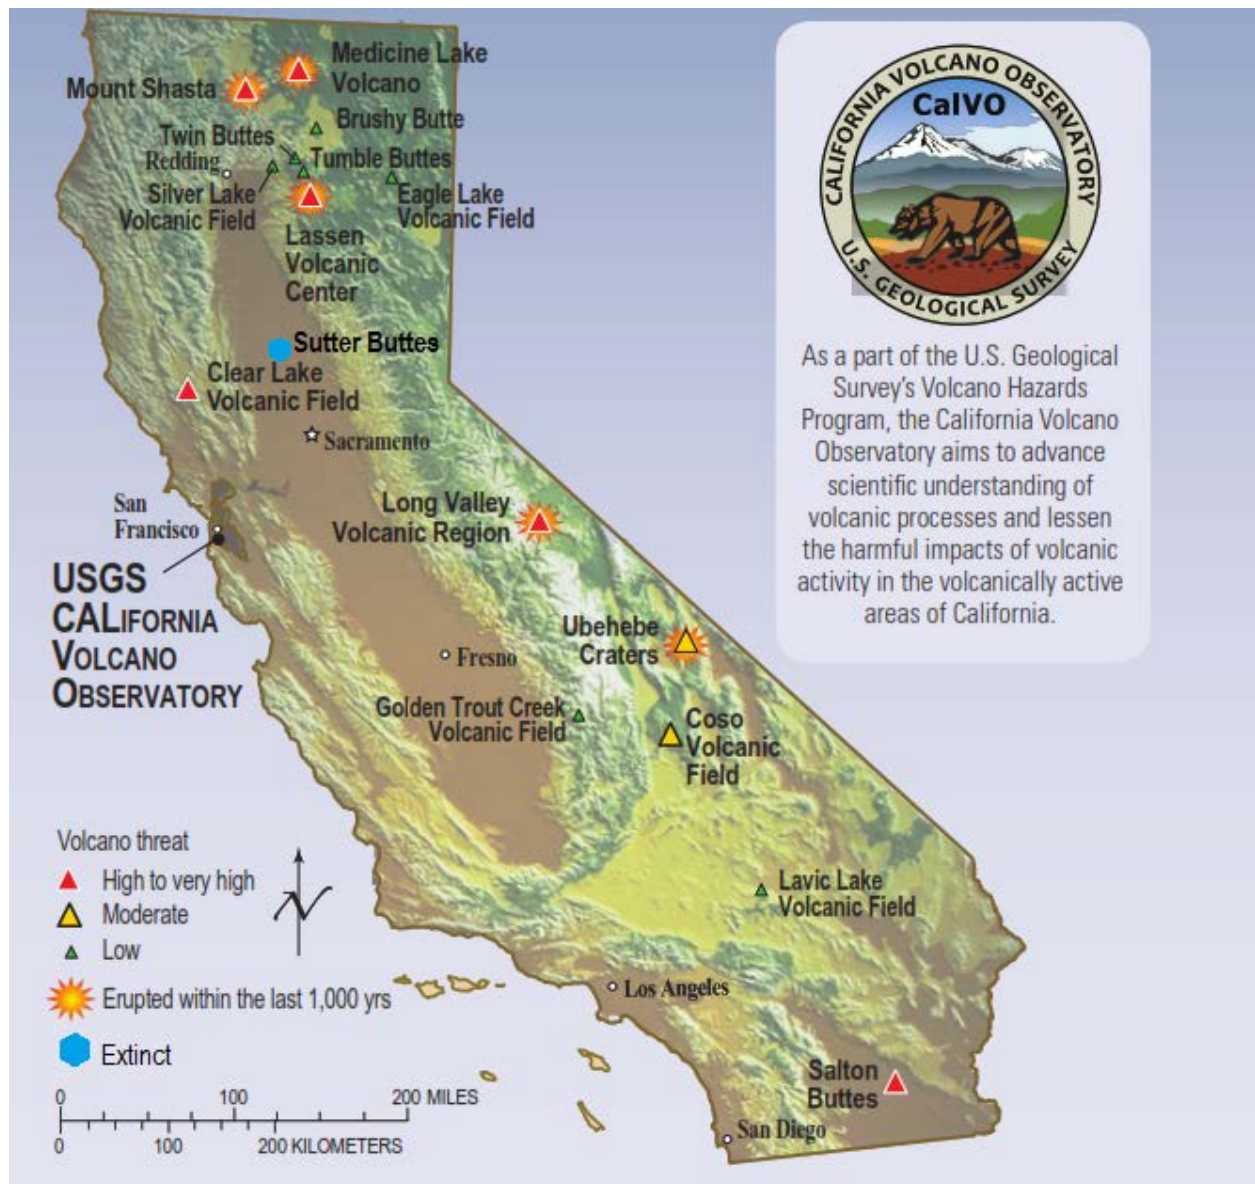 Medicine Lake
Volcano
Mount Shasta
Brushy Butte
Twin Buttes
Tumble Buttes
Redding
Silver Lake
Volcanic Field
Eagle Lake
Volcanic Field
Lassen
Volcanic
Center
Sutter Buttes
Clear Lake
Volcanic Field
Sacramento
Long Valley
Volcanic Region
San
Francisco
USGS
CALIFORNIA
VOLCANO
OBSERVATORY
Ubehebe
Craters
Fresno
Golden Trout Creek
Volcanic Field
Coso
Volcanic
Field
Lavic Lake
Volcanic Field
Los Angeles
Salton
Buttes
San Diego
Volcano threat
High to very high
Moderate
Low
Erupted within the last 1,000 yrs
Extinct
N
0 100 200 MILES
0 100 200 KILOMETERS
CALIFORNIA VOLCANO OBSERVATORY
CalVO
U.S. GEOLOGICAL SURVEY
As a part of the U.S. Geological
Survey’s Volcano Hazards
Program, the California Volcano
Observatory aims to advance
scientific understanding of
volcanic processes and lessen
the harmful impacts of volcanic
activity in the volcanically active
areas of California.